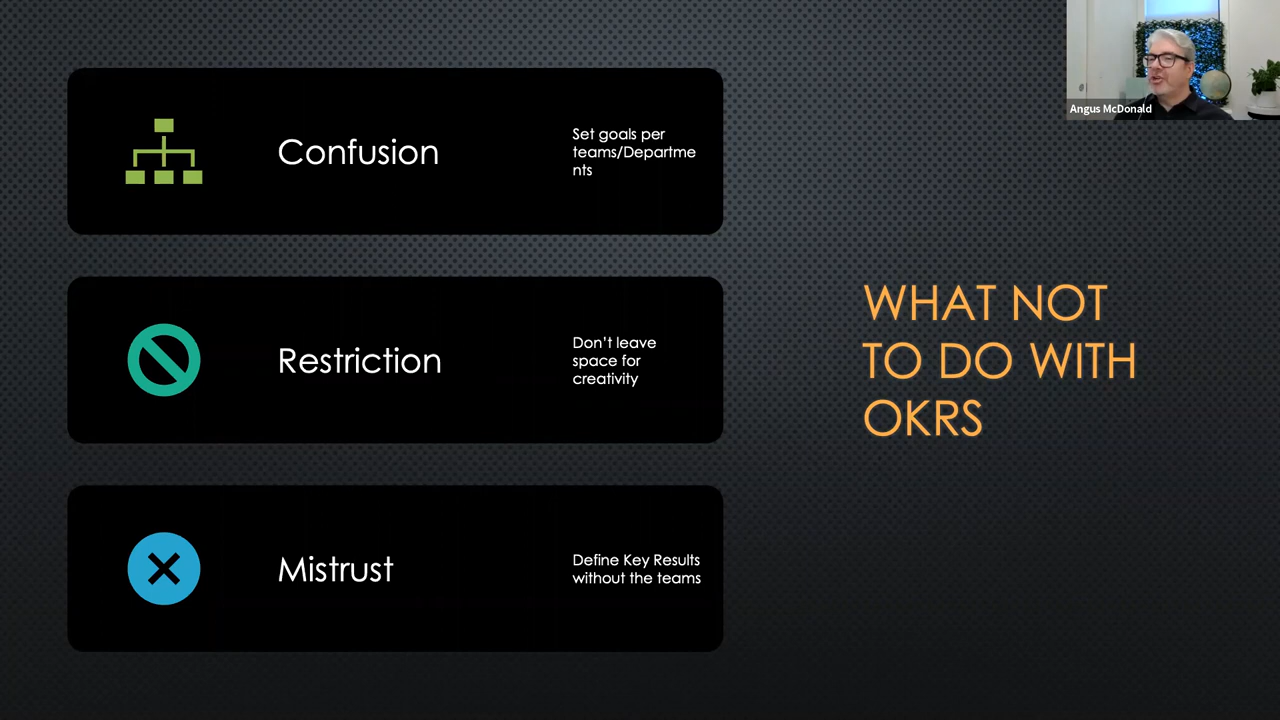 Confusion
Set goals per
teams/Departme
nts
Restriction
Don't leave
space for
creativity
Mistrust
Define Key Results
without the teams
WHAT NOT
TO DO WITH
OKRS
Angus McDonald